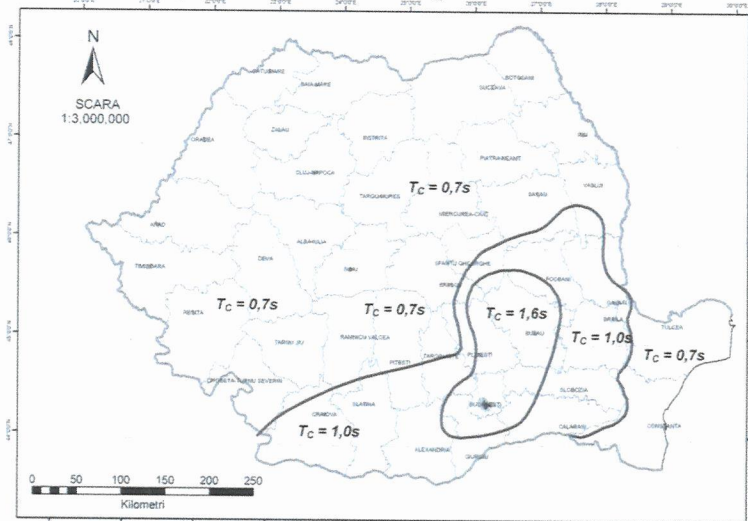 N
SCARA
1:3,000,000
SATU MARE
BAIA MARE
BOTOSANI
SUCEAVA
ORADEA
ZALAU
BISTRITA
IASI
PIATRA-NEAMT
CLUJ-NAPOCA
TARGU-MURES
TC = 0,7s
BACAU
VASLUI
MIERCUREA-CIUC
ARAD
ALBA-IULIA
TIMISOARA
DEVA
SIBIU
SFANTU GHEORGHE
BRASOV
FOCSANI
GALATI
RESITA
TC = 0,7s
TC = 0,7s
TC = 1,6s
BRAILA
TULCEA
TARGU JIU
RAMNICU VALCEA
BUZAU
TC = 1,0s
PITESTI
PLOIESTI
TC = 0,7s
DROBETA-TURNU SEVERIN
SLOBOZIA
CRAIOVA
SLATINA
BUCURESTI
TC = 1,0s
CALARASI
CONSTANTA
ALEXANDRIA
GIURGIU
0 50 100 150 200 250
Kilometri